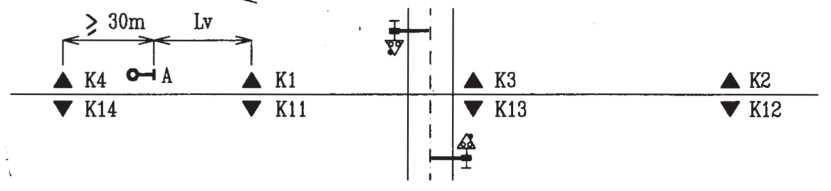 ≥ 30m Lv
K4 A K1 K3 K2
K14 K11 K13 K12